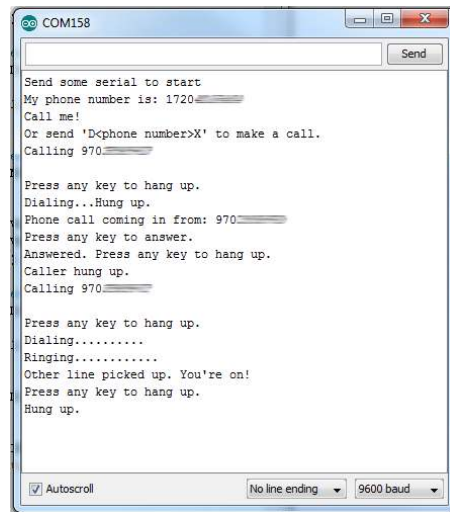 COM158
Send
Send some serial to start
My phone number is: 1720
Call me!
Or send 'D<phone number>X' to make a call.
Calling 970
Press any key to hang up.
Dialing...Hung up.
Phone call coming in from: 970
Press any key to answer.
Answered. Press any key to hang up.
Caller hung up.
Calling 970
Press any key to hang up.
Dialing..........
Ringing............
Other line picked up. You're on!
Press any key to hang up.
Hung up.
Autoscroll
No line ending
9600 baud